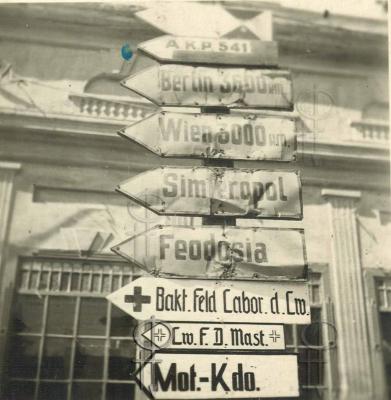 A K P 541
Berlin 3600 KM.
Wien 3000 KM.
Simferopol
Feodosia
Bakt. Feld Labor. d. Lw.
Lw. F. D. Mast.
Mot.-Kdo.